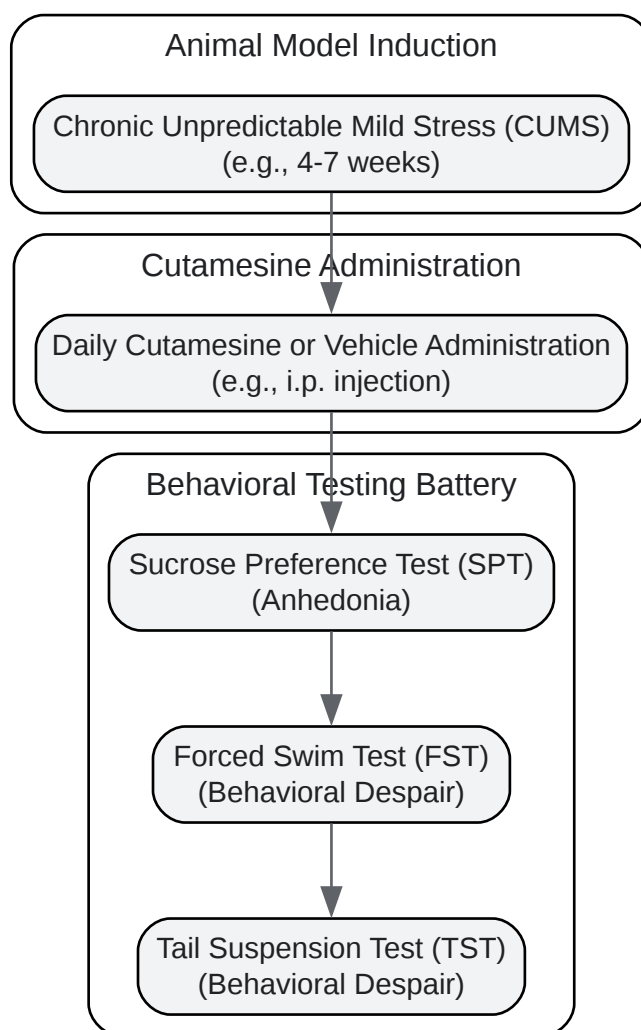 Animal Model Induction
Chronic Unpredictable Mild Stress (CUMS)
(e.g., 4-7 weeks)
Cutamesine Administration
Daily Cutamesine or Vehicle Administration
(e.g., i.p. injection)
Behavioral Testing Battery
Sucrose Preference Test (SPT)
(Anhedonia)
Forced Swim Test (FST)
(Behavioral Despair)
Tail Suspension Test (TST)
(Behavioral Despair)